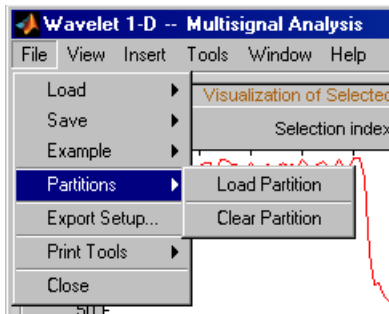 Wavelet 1-D -- Multisignal Analysis
File View Insert Tools Window Help
Load
Visualization of Selected
Save
Selection index
Example
Partitions
Load Partition
Export Setup...
Clear Partition
Print Tools
Close